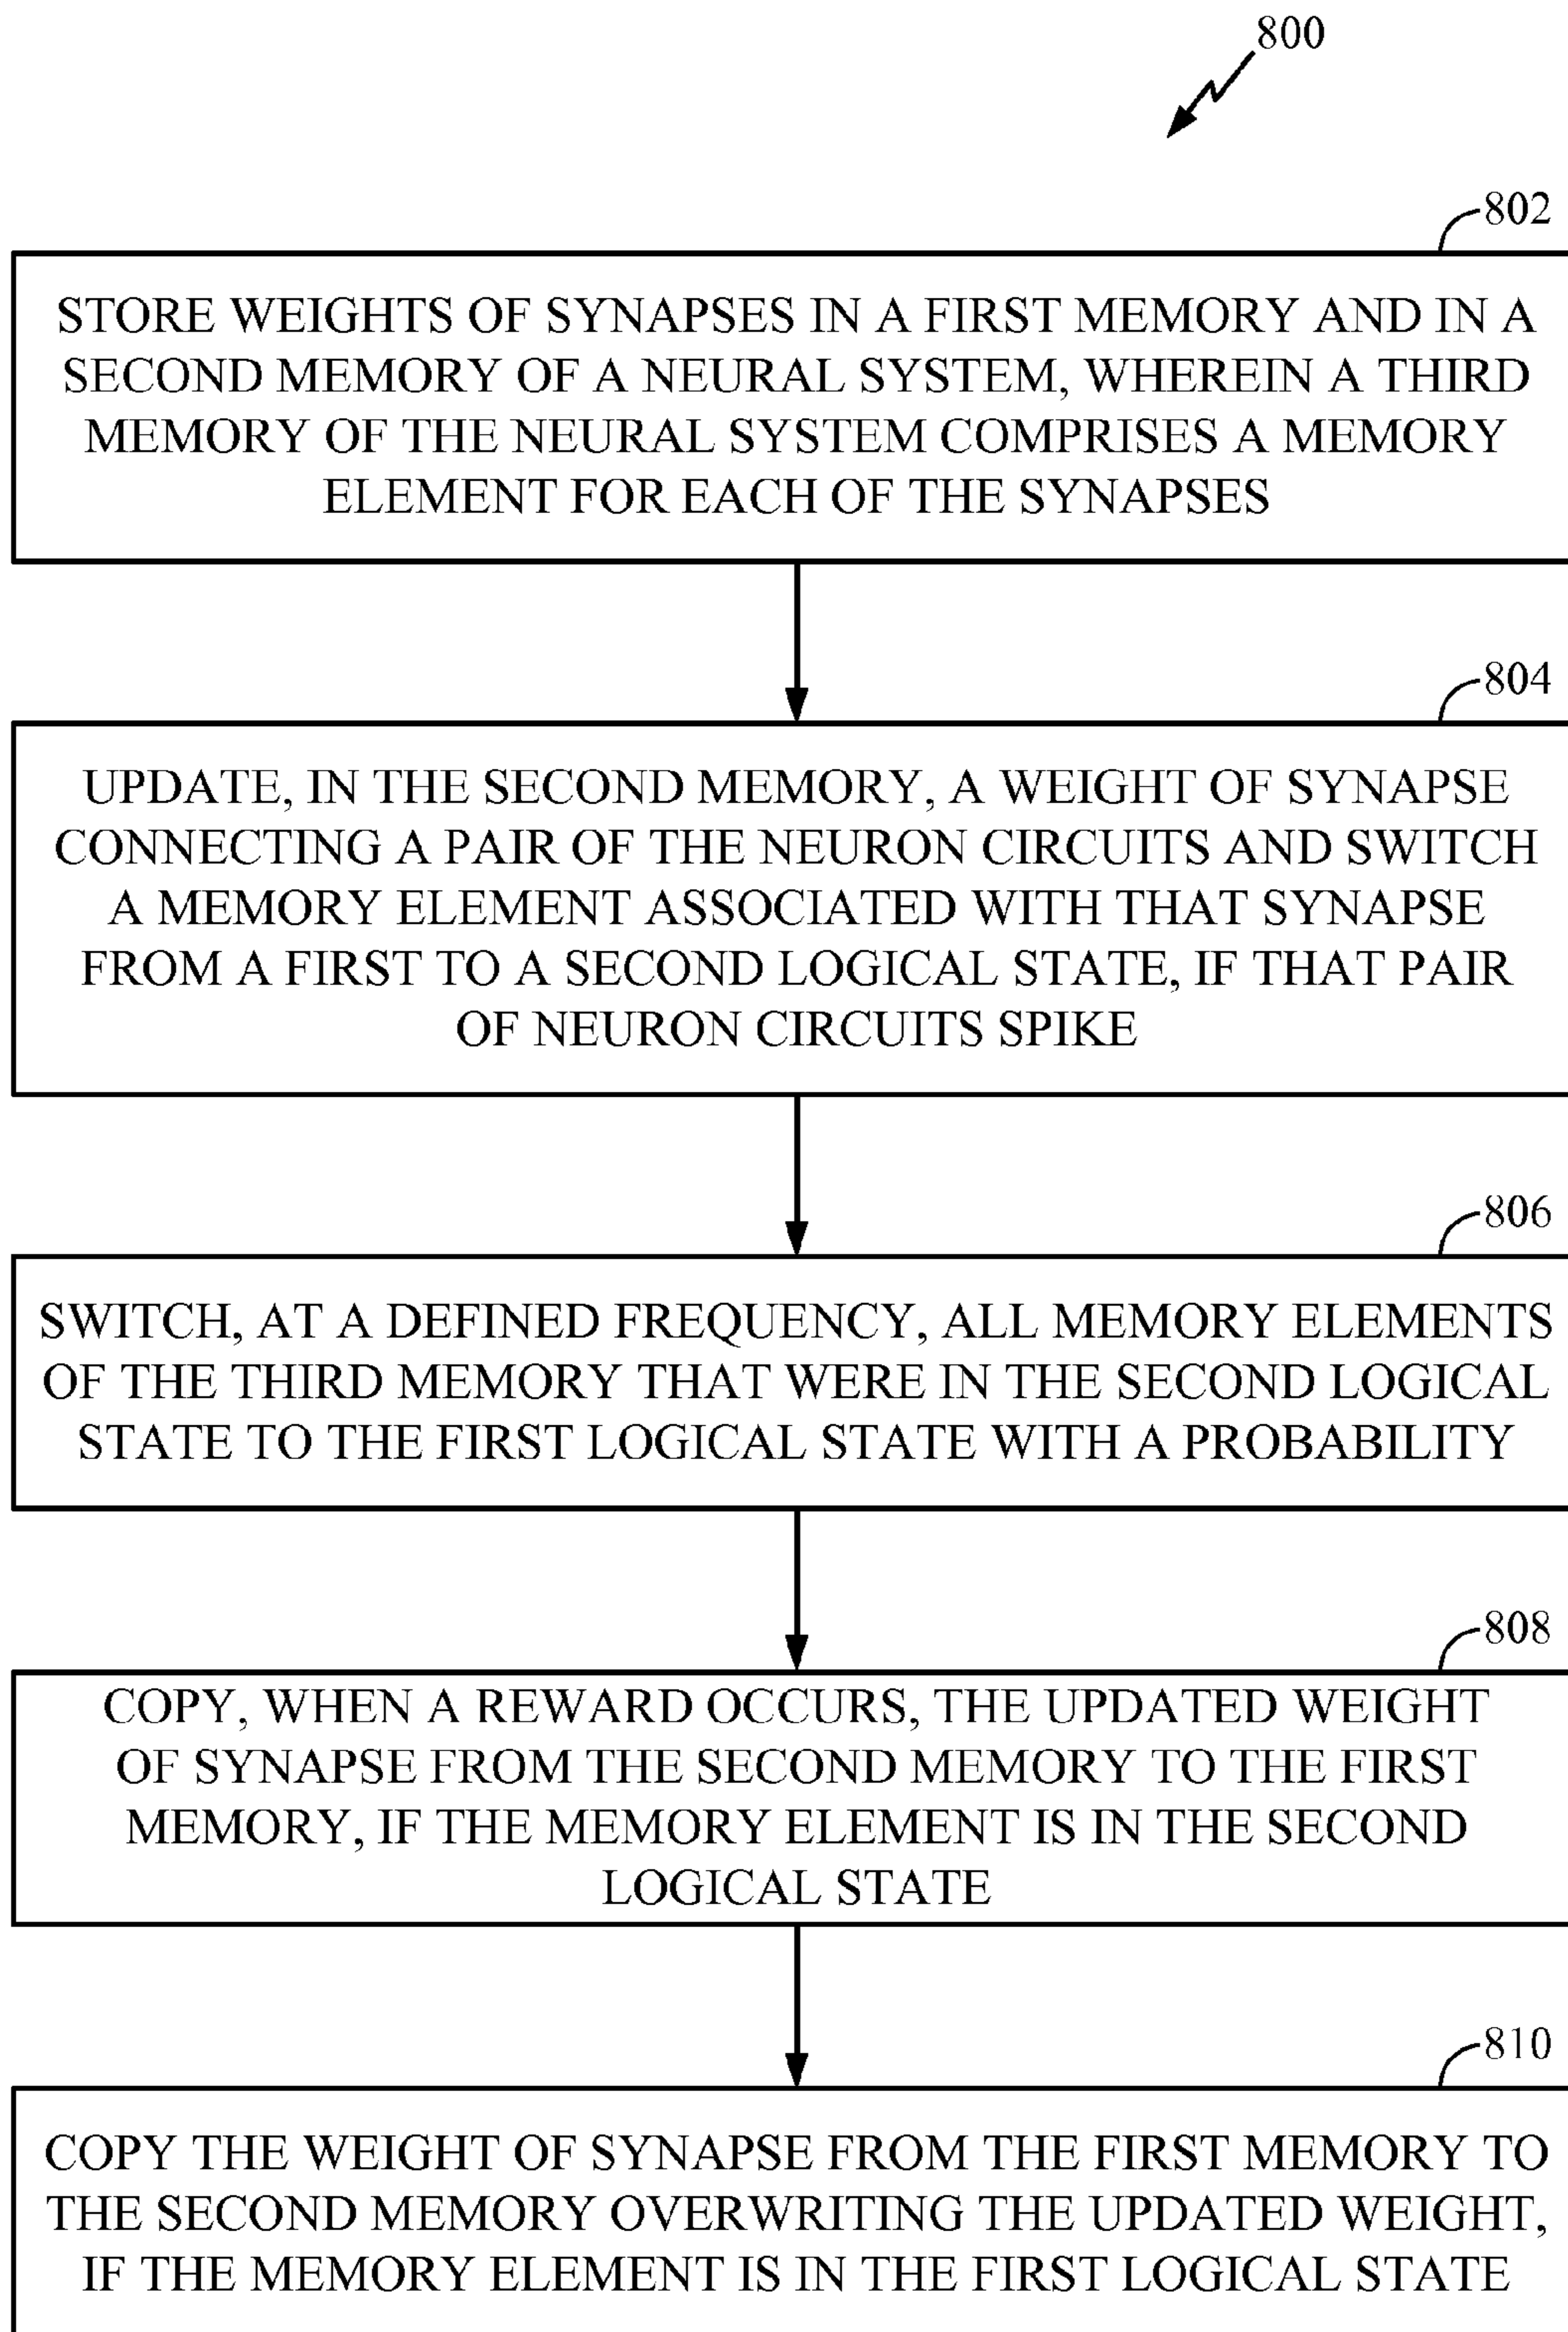 800
802
STORE WEIGHTS OF SYNAPSES IN A FIRST MEMORY AND IN A
SECOND MEMORY OF A NEURAL SYSTEM, WHEREIN A THIRD
MEMORY OF THE NEURAL SYSTEM COMPRISES A MEMORY
ELEMENT FOR EACH OF THE SYNAPSES
804
UPDATE, IN THE SECOND MEMORY, A WEIGHT OF SYNAPSE
CONNECTING A PAIR OF THE NEURON CIRCUITS AND SWITCH
A MEMORY ELEMENT ASSOCIATED WITH THAT SYNAPSE
FROM A FIRST TO A SECOND LOGICAL STATE, IF THAT PAIR
OF NEURON CIRCUITS SPIKE
806
SWITCH, AT A DEFINED FREQUENCY, ALL MEMORY ELEMENTS
OF THE THIRD MEMORY THAT WERE IN THE SECOND LOGICAL
STATE TO THE FIRST LOGICAL STATE WITH A PROBABILITY
808
COPY, WHEN A REWARD OCCURS, THE UPDATED WEIGHT
OF SYNAPSE FROM THE SECOND MEMORY TO THE FIRST
MEMORY, IF THE MEMORY ELEMENT IS IN THE SECOND
LOGICAL STATE
810
COPY THE WEIGHT OF SYNAPSE FROM THE FIRST MEMORY TO
THE SECOND MEMORY OVERWRITING THE UPDATED WEIGHT,
IF THE MEMORY ELEMENT IS IN THE FIRST LOGICAL STATE